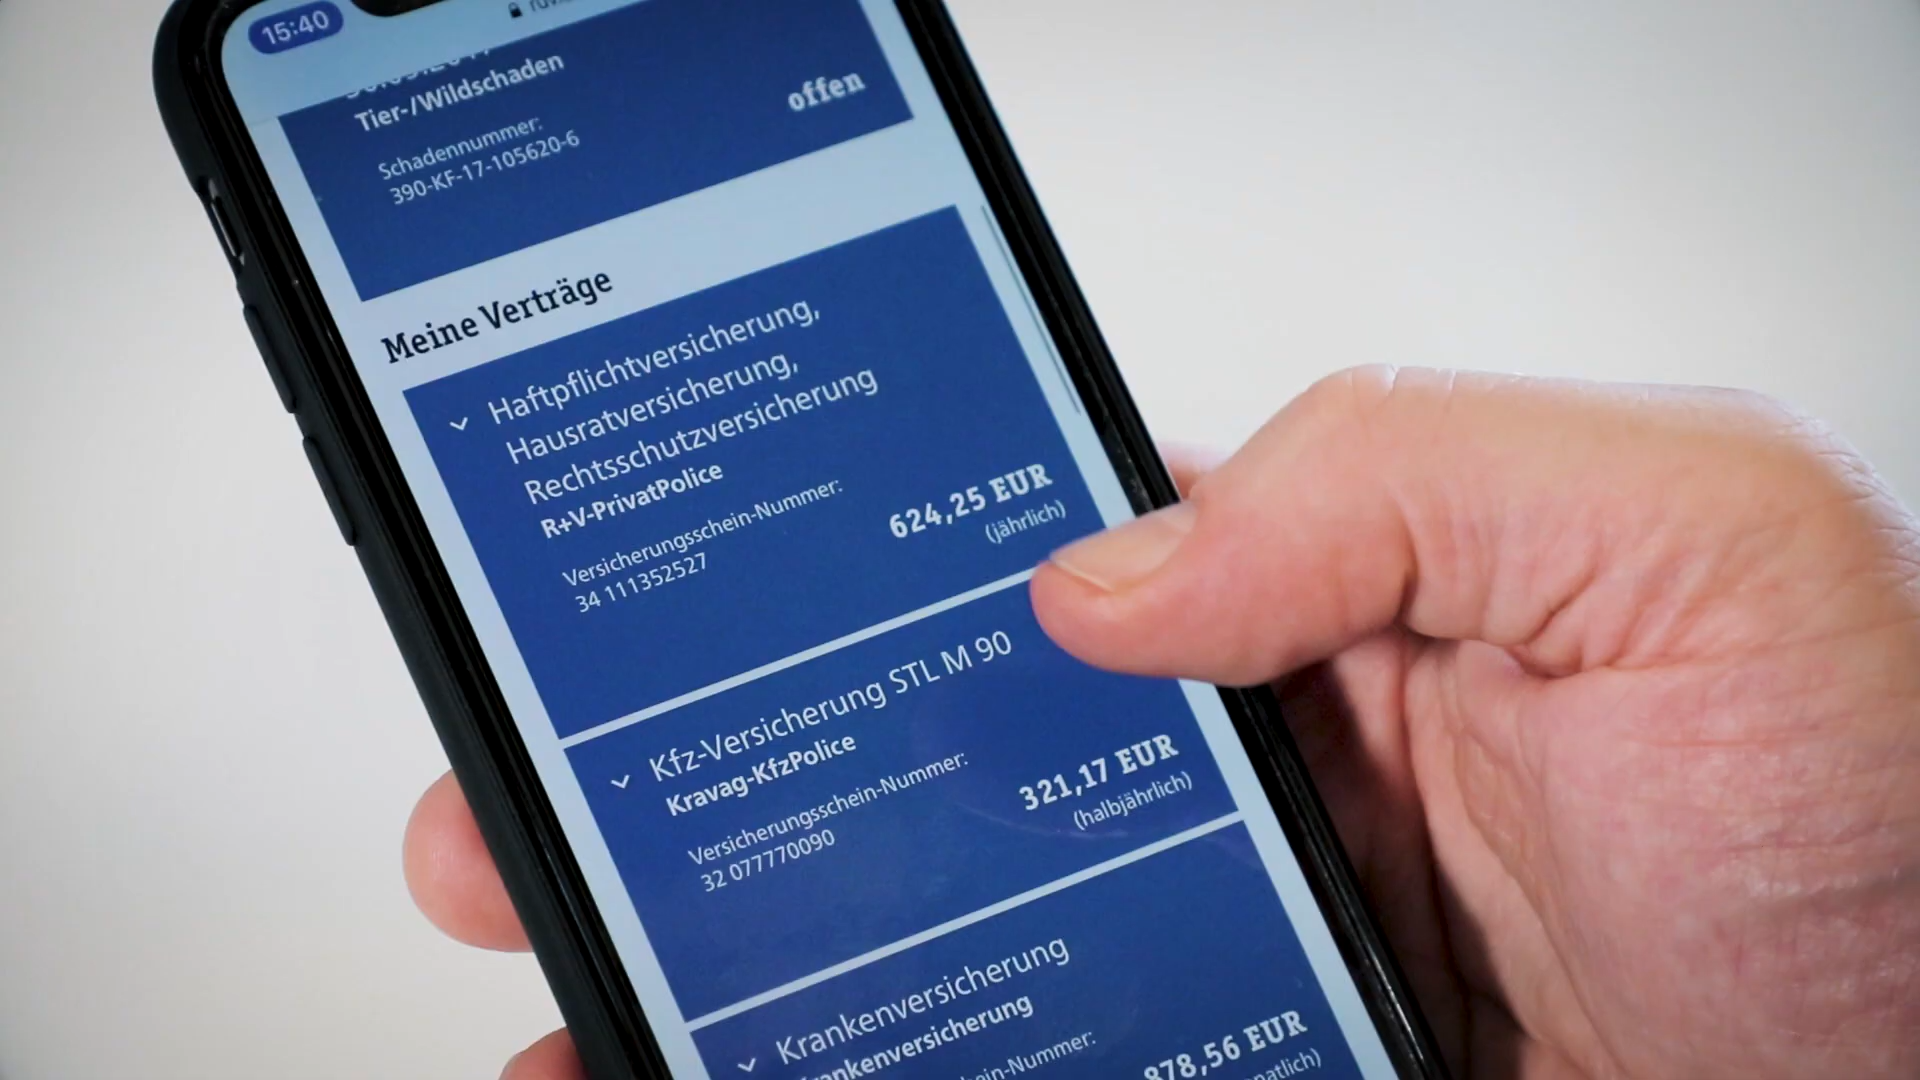 15:40
Tier-/Wildschaden
offen
Schadennummer:
390-KF-17-105620-6
Meine Verträge
Haftpflichtversicherung,
Hausratversicherung,
Rechtsschutzversicherung
R+V-PrivatPolice
Versicherungsschein-Nummer:
34 111352527
624,25 EUR
(jährlich)
Kfz-Versicherung STL M 90
Kravag-KfzPolice
Versicherungsschein-Nummer:
32 077770090
321,17 EUR
(halbjährlich)
Krankenversicherung
878,56 EUR